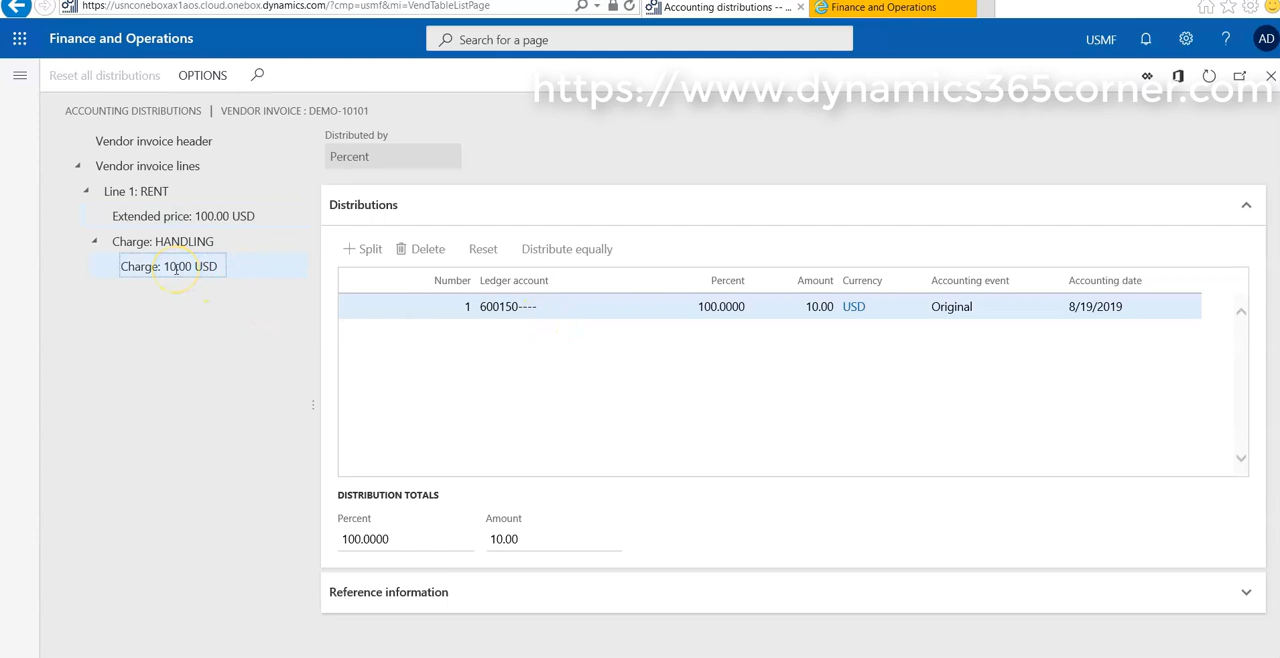 https://usnconeboxax1aos.cloud.onebox.dynamics.com/?cmp=usmf&mi=VendTableListPage
Accounting distributions -- ...
Finance and Operations
Finance and Operations
Search for a page
USMF
?
AD
Reset all distributions
OPTIONS
https://www.dynamics365corner.com
ACCOUNTING DISTRIBUTIONS | VENDOR INVOICE : DEMO-10101
Vendor invoice header
Vendor invoice lines
Line 1: RENT
Extended price: 100.00 USD
Charge: HANDLING
Charge: 10.00 USD
Distributed by
Percent
Distributions
Split
Delete
Reset
Distribute equally
Number Ledger account Percent Amount Currency Accounting event Accounting date
1 600150---- 100.0000 10.00 USD Original 8/19/2019
DISTRIBUTION TOTALS
Percent Amount
100.0000 10.00
Reference information